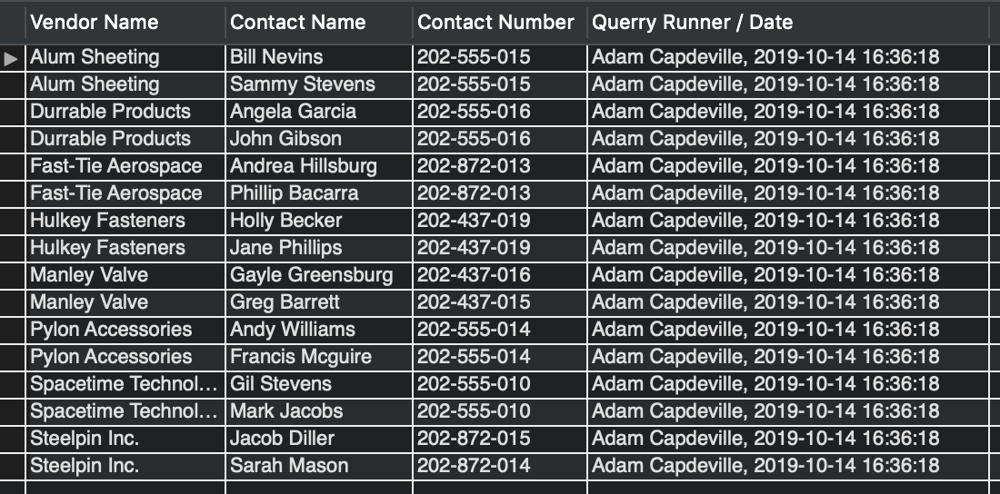 Vendor Name Contact Name Contact Number Querry Runner / Date
Alum Sheeting Bill Nevins 202-555-015 Adam Capdeville, 2019-10-14 16:36:18
Alum Sheeting Sammy Stevens 202-555-015 Adam Capdeville, 2019-10-14 16:36:18
Durrable Products Angela Garcia 202-555-016 Adam Capdeville, 2019-10-14 16:36:18
Durrable Products John Gibson 202-555-016 Adam Capdeville, 2019-10-14 16:36:18
Fast-Tie Aerospace Andrea Hillsburg 202-872-013 Adam Capdeville, 2019-10-14 16:36:18
Fast-Tie Aerospace Phillip Bacarra 202-872-013 Adam Capdeville, 2019-10-14 16:36:18
Hulkey Fasteners Holly Becker 202-437-019 Adam Capdeville, 2019-10-14 16:36:18
Hulkey Fasteners Jane Phillips 202-437-019 Adam Capdeville, 2019-10-14 16:36:18
Manley Valve Gayle Greensburg 202-437-016 Adam Capdeville, 2019-10-14 16:36:18
Manley Valve Greg Barrett 202-437-015 Adam Capdeville, 2019-10-14 16:36:18
Pylon Accessories Andy Williams 202-555-014 Adam Capdeville, 2019-10-14 16:36:18
Pylon Accessories Francis Mcguire 202-555-014 Adam Capdeville, 2019-10-14 16:36:18
Spacetime Technol... Gil Stevens 202-555-010 Adam Capdeville, 2019-10-14 16:36:18
Spacetime Technol... Mark Jacobs 202-555-010 Adam Capdeville, 2019-10-14 16:36:18
Steelpin Inc. Jacob Diller 202-872-015 Adam Capdeville, 2019-10-14 16:36:18
Steelpin Inc. Sarah Mason 202-872-014 Adam Capdeville, 2019-10-14 16:36:18